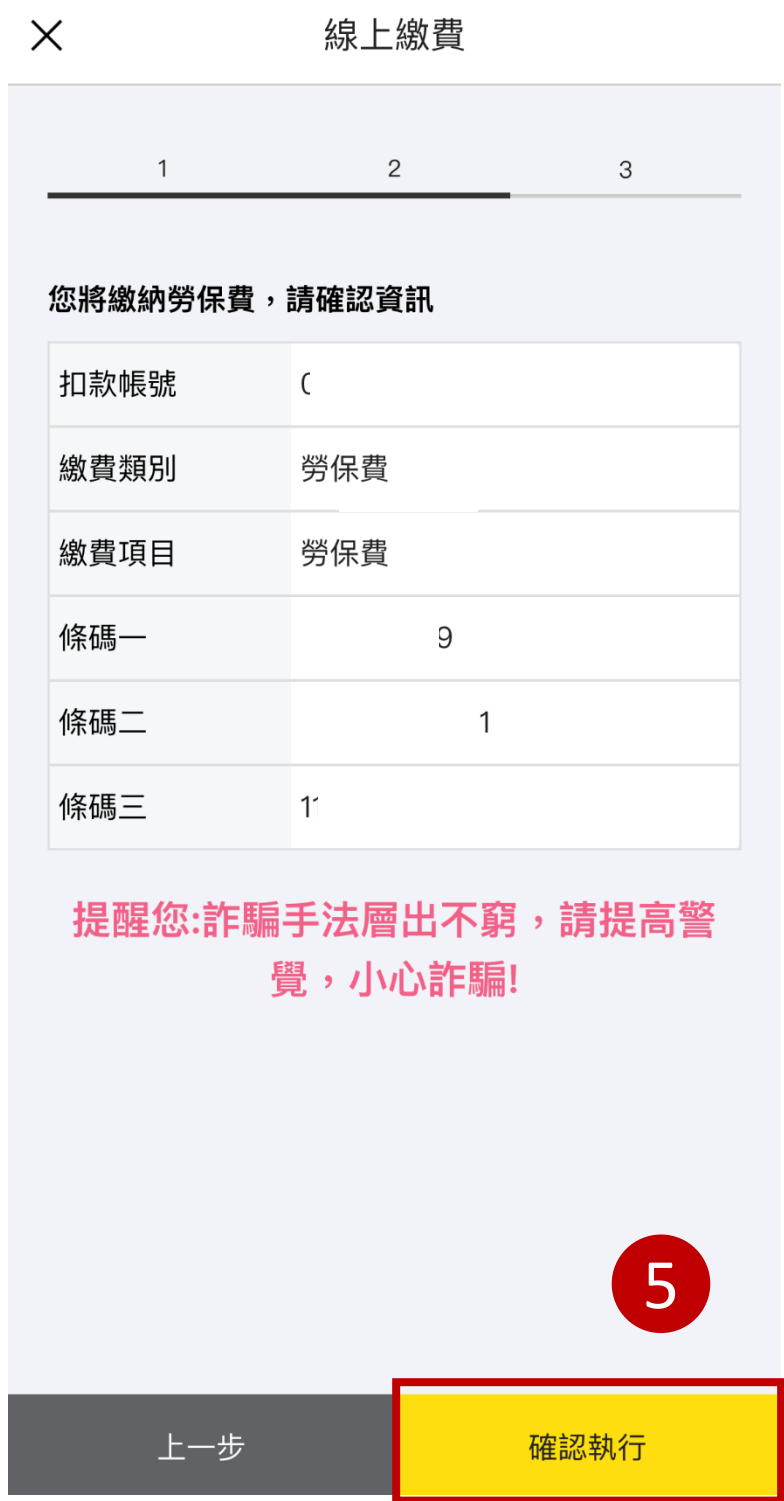 線上繳費
1 2 3
您將繳納勞保費，請確認資訊
扣款帳號
繳費類別 勞保費
繳費項目 勞保費
條碼一 9
條碼二 1
條碼三 11
提醒您:詐騙手法層出不窮，請提高警
覺，小心詐騙!
5
上一步 確認執行